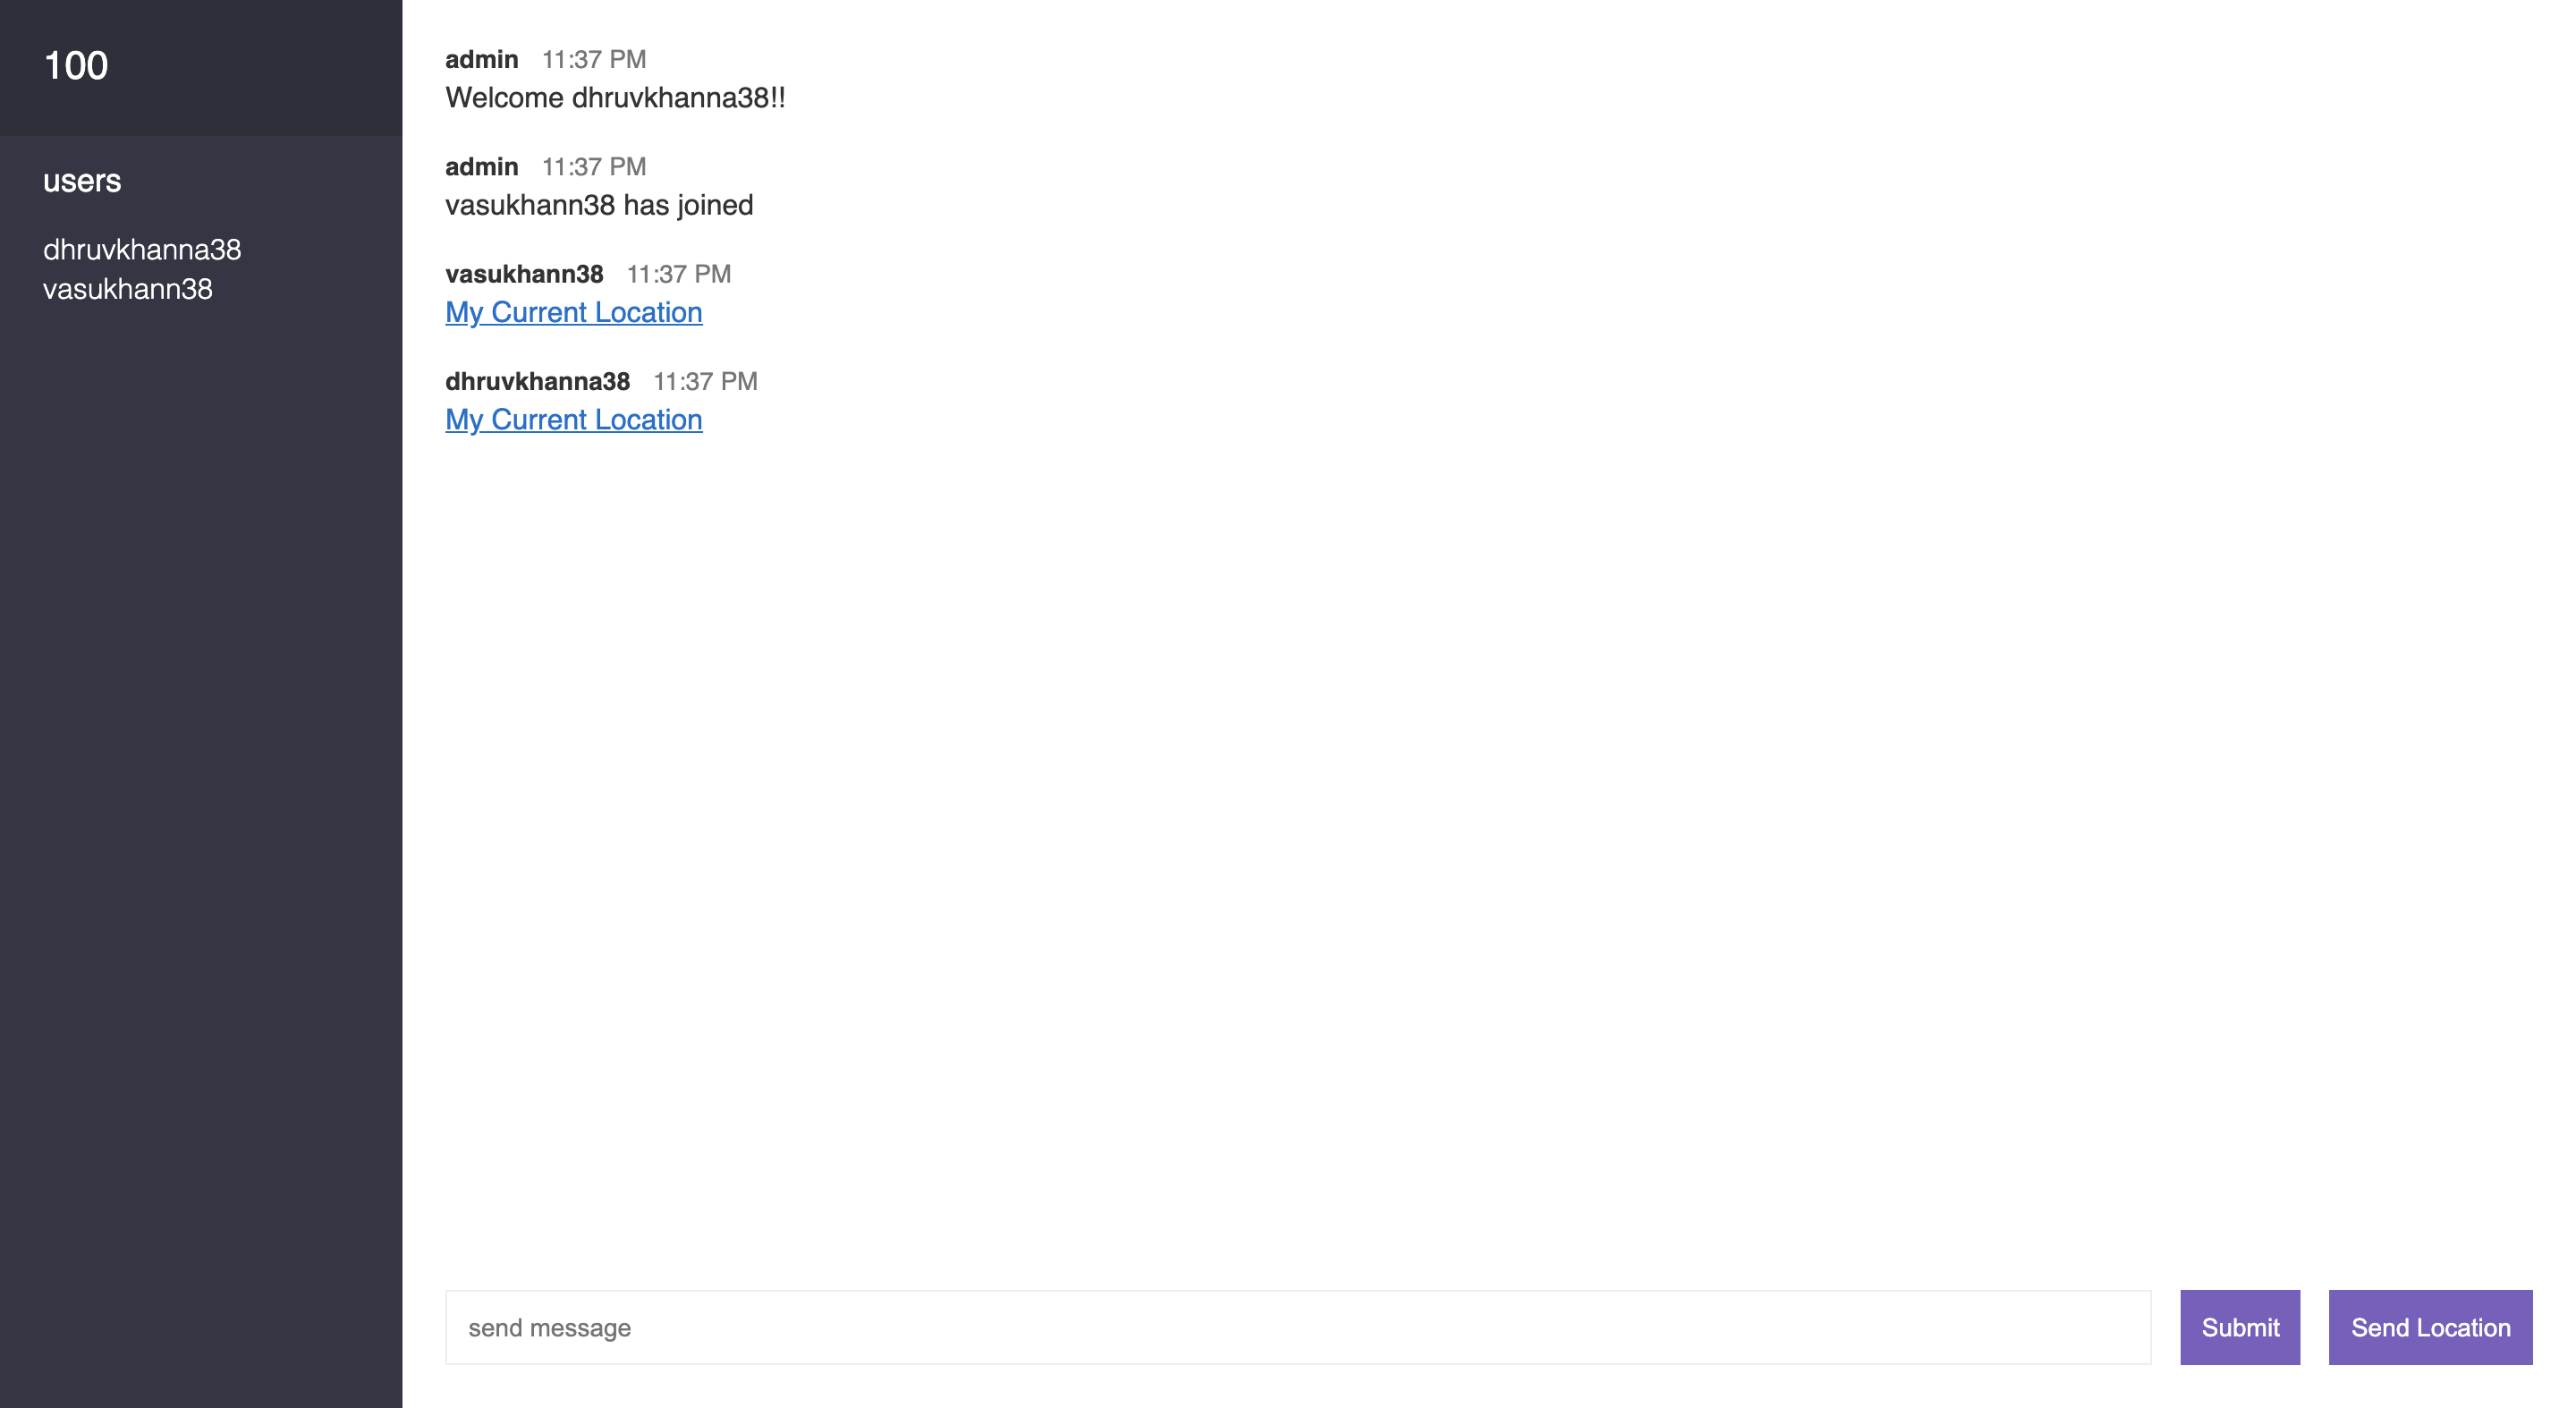 100
users
dhruvkhanna38
vasukhann38
admin 11:37 PM
Welcome dhruvkhanna38!!
admin 11:37 PM
vasukhann38 has joined
vasukhann38 11:37 PM
My Current Location
dhruvkhanna38 11:37 PM
My Current Location
send message
Submit
Send Location